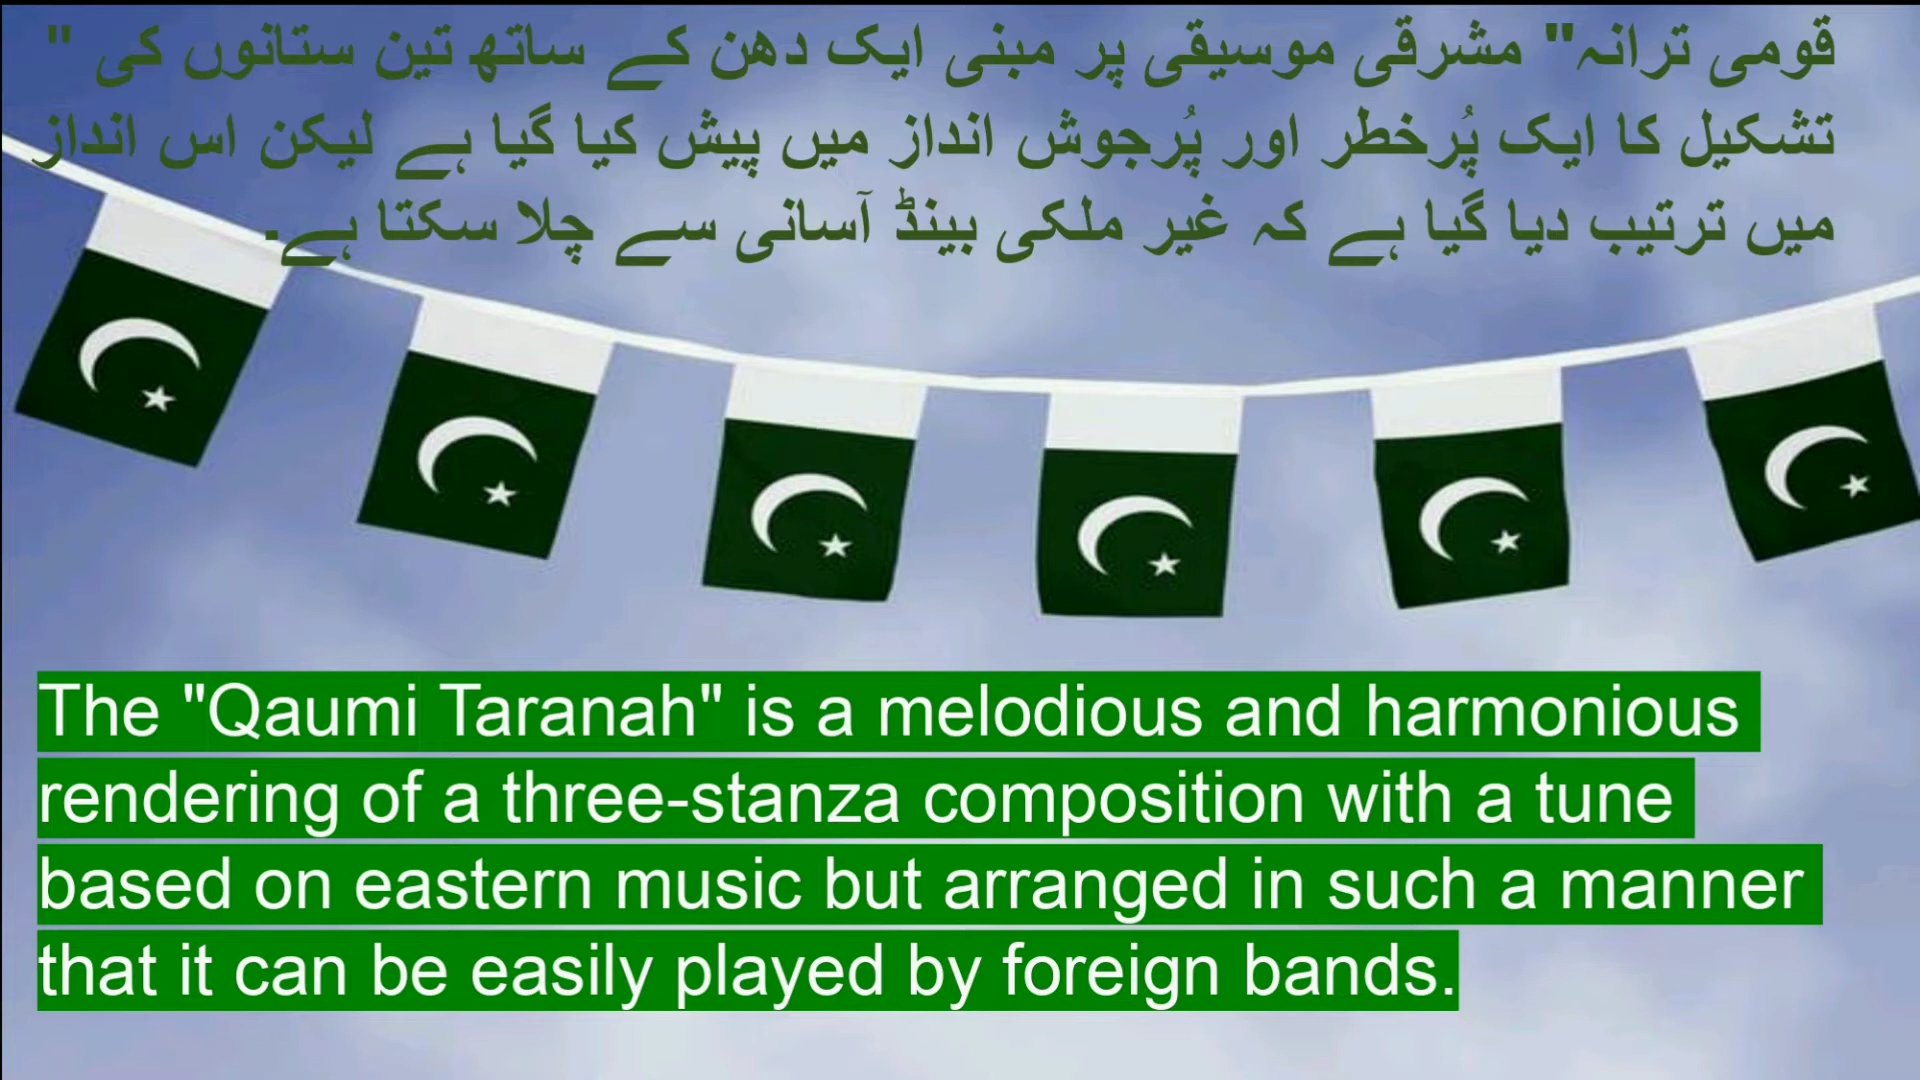 قومی ترانہ" مشرقی موسیقی پر مبنی ایک دھن کے ساتھ تین ستانوں کی "
تشکیل کا ایک پُرخطر اور پُرجوش انداز میں پیش کیا گیا ہے لیکن اس انداز
میں ترتیب دیا گیا ہے کہ غیر ملکی بینڈ آسانی سے چلا سکتا ہے۔
The "Qaumi Taranah" is a melodious and harmonious
rendering of a three-stanza composition with a tune
based on eastern music but arranged in such a manner
that it can be easily played by foreign bands.